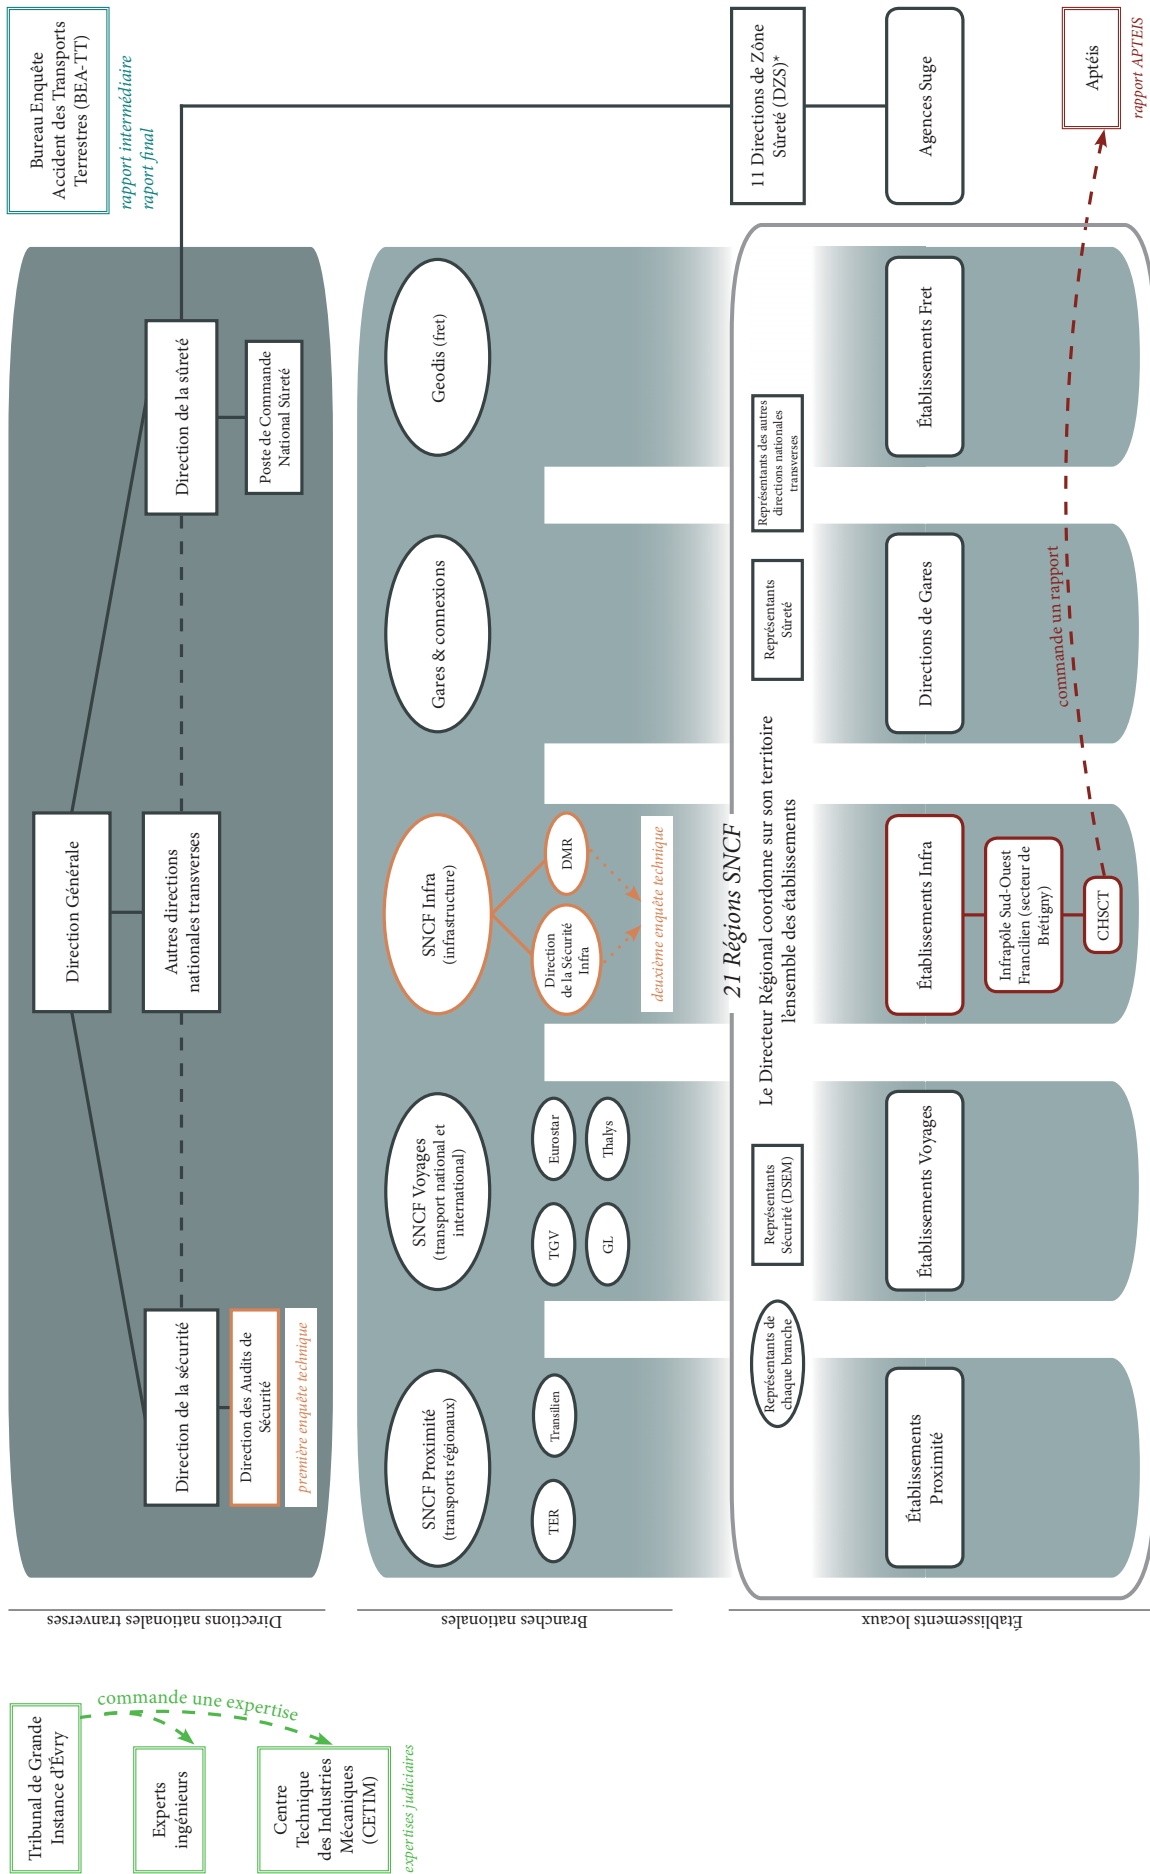 Tribunal de Grande
Instance d'Évry
commande une expertise
Experts
ingénieurs
Centre
Technique
des Industries
Mécaniques
(CETIM)
expertises judiciaires
Directions nationales tranverses
Direction Générale
Direction de la sécurité
Autres directions
nationales transverses
Direction de la sûreté
Direction des Audits de
Sécurité
première enquête technique
Poste de Commande
National Sûreté
Bureau Enquête
Accident des Transports
Terrestres (BEA-TT)
rapport intermédiaire
raport final
Branches nationales
SNCF Proximité
(transports régionaux)
TER
Transilien
SNCF Voyages
(transport national et
international)
TGV
Eurostar
GL
Thalys
SNCF Infra
(infrastructure)
Direction
de la Sécurité
Infra
DMR
deuxième enquête technique
Gares & connexions
Geodis (fret)
Établissements locaux
21 Régions SNCF
Le Directeur Régional coordonne sur son territoire
l'ensemble des établissements
Représentants de
chaque branche
Représentants
Sécurité (DSEM)
Représentants
Sûreté
Représentants des autres
directions nationales
transverses
11 Directions de Zône
Sûreté (DZS)*
Agences Suge
Établissements
Proximité
Établissements Voyages
Établissements Infra
Infrapôle Sud-Ouest
Francilien (secteur de
Brétigny)
CHSCT
Directions de Gares
Établissements Fret
commande un rapport
Aptéis
rapport APTEIS